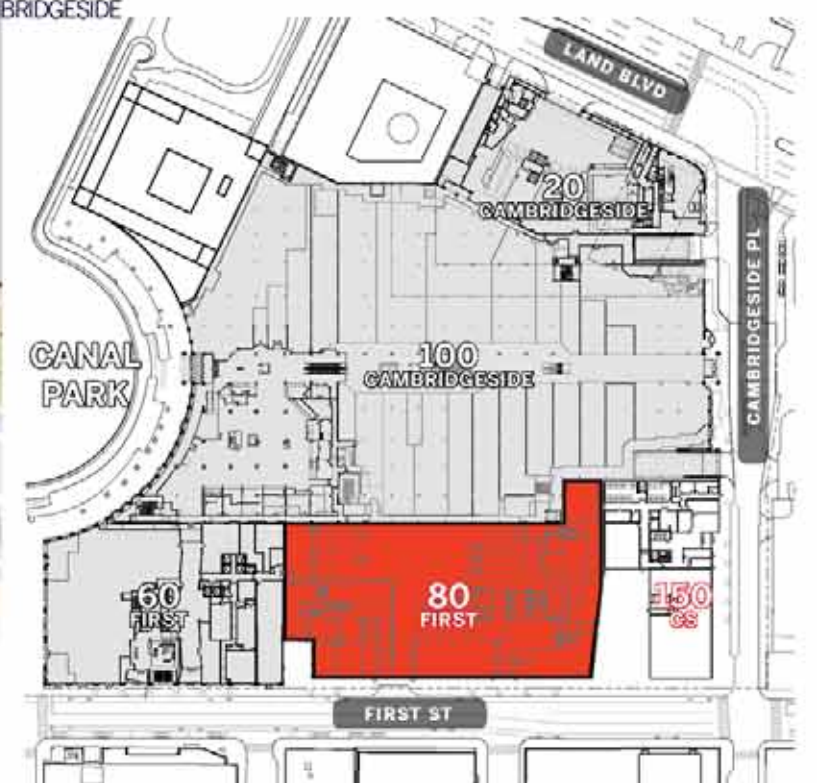 BRIDGESIDE
LAND BLVD
20
CAMBRIDGESIDE
CAMBRIDGESIDE PL
CANAL
PARK
100
CAMBRIDGESIDE
60
FIRST
80
FIRST
150
CS
FIRST ST